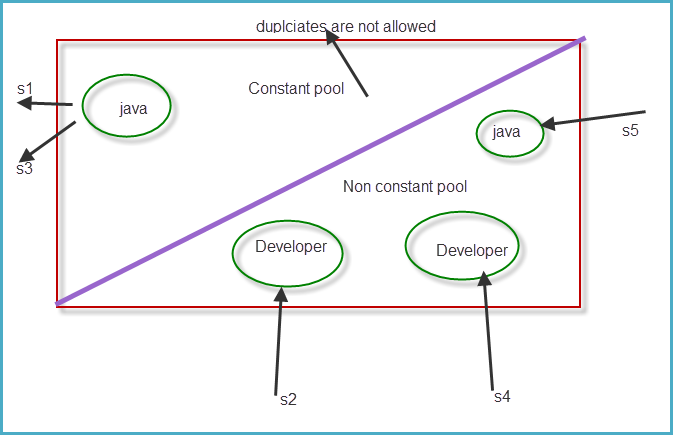 duplciates are not allowed
Constant pool
s1
java
s3
java
s5
Non constant pool
Developer
Developer
s2
s4